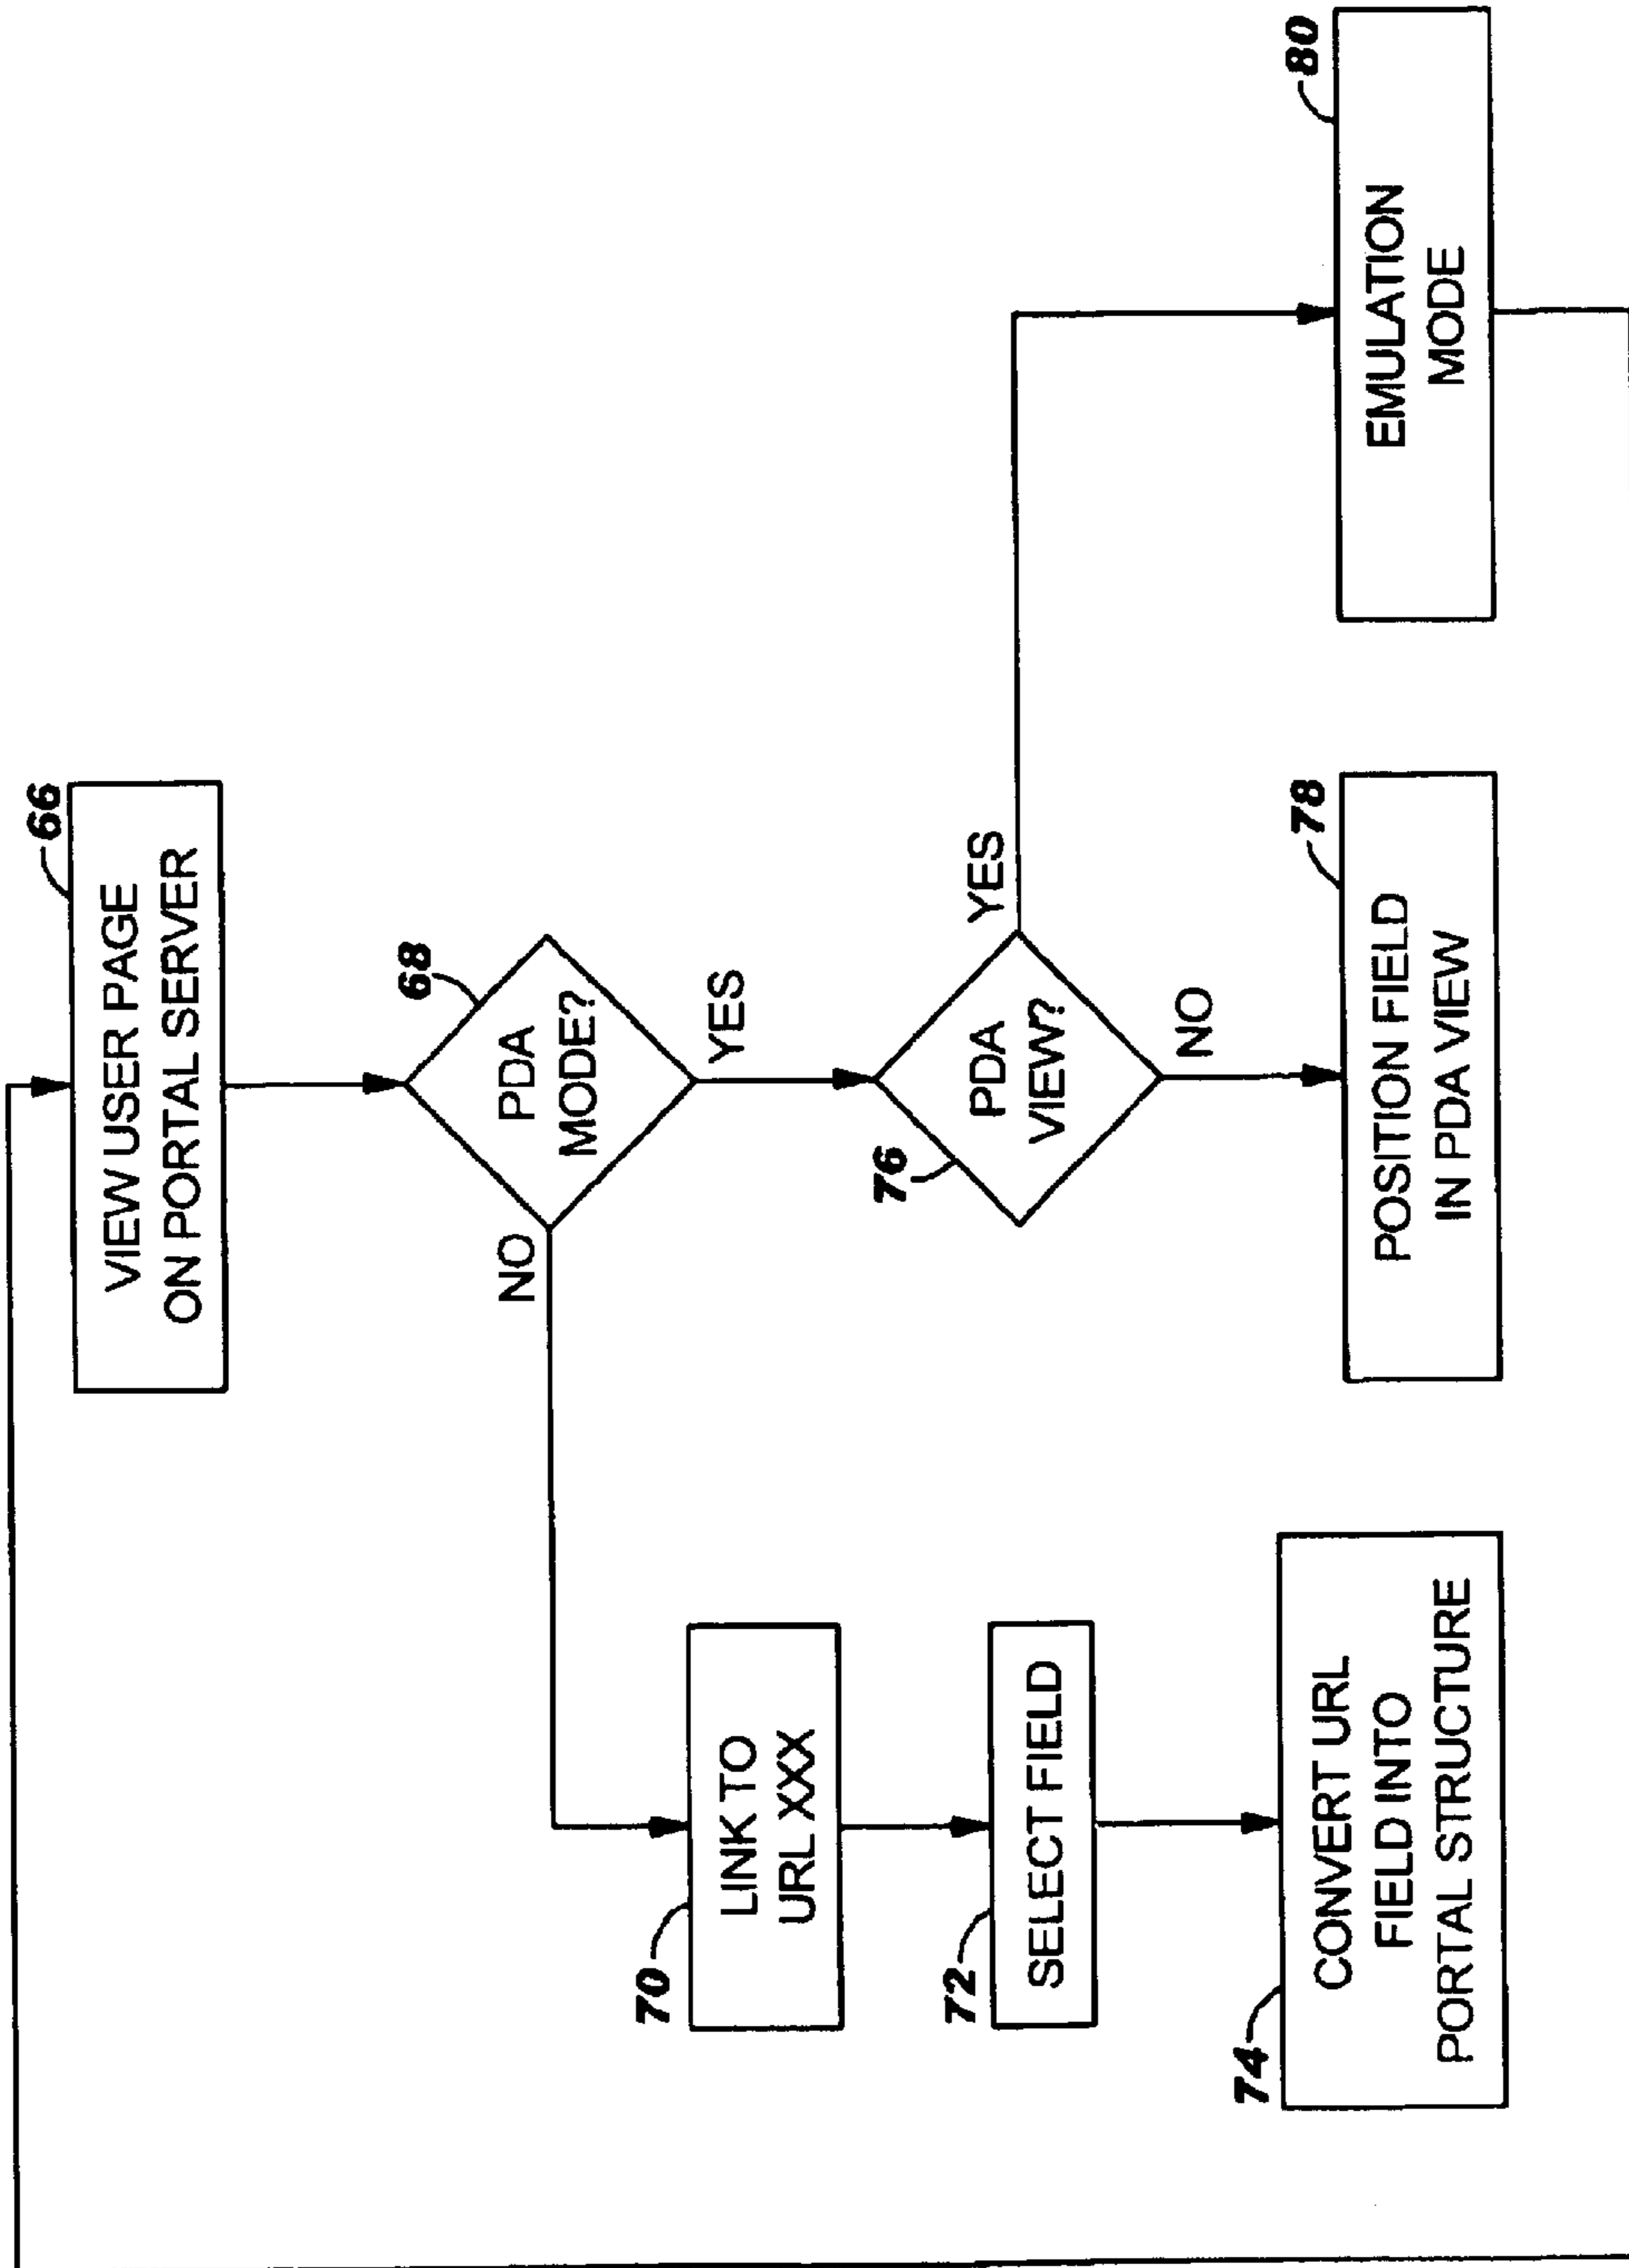 66
VIEW USER PAGE
ON PORTAL SERVER
68
PDA
MODE?
NO
YES
70
LINK TO
URL XXX
72
SELECT FIELD
74
CONVERT URL
FIELD INTO
PORTAL STRUCTURE
76
PDA
VIEW?
YES
NO
78
POSITION FIELD
IN PDA VIEW
80
EMULATION
MODE